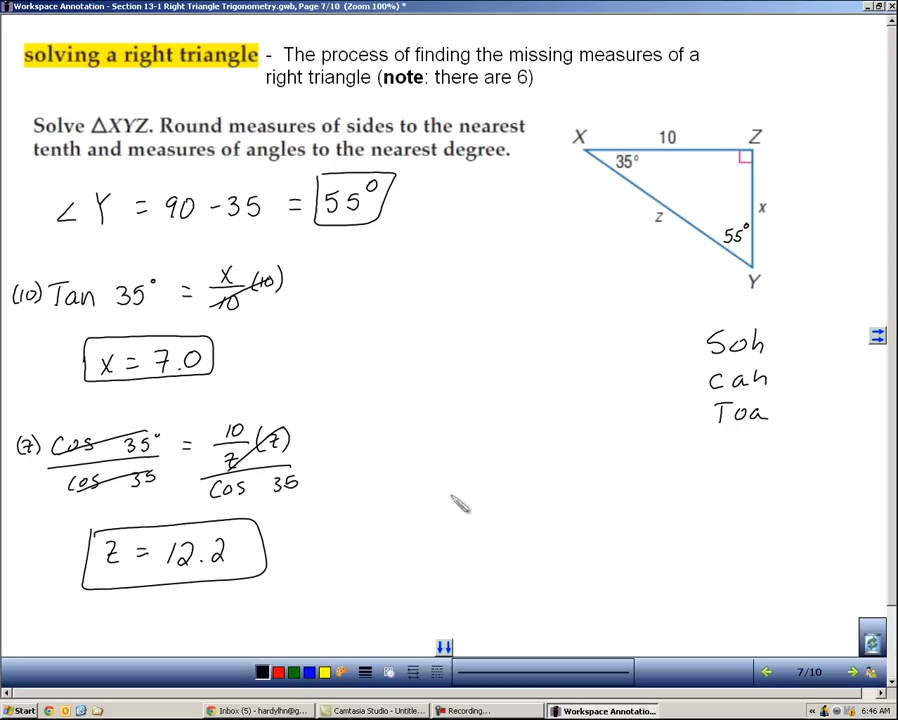 Workspace Annotation - Section 13-1 Right Triangle Trigonometry.gwb, Page 7/10 (Zoom 100%) *
solving a right triangle - The process of finding the missing measures of a
right triangle (note: there are 6)
Solve △XYZ. Round measures of sides to the nearest
tenth and measures of angles to the nearest degree.
X 10 Z
35°
z x
55°
Y
∠ Y = 90 - 35 = 55°
(10) Tan 35° = x/10 (10)
x = 7.0
Soh
cah
Toa
(z) cos 35° = 10/z (z)
cos 35 cos 35
z = 12.2
7/10
Start Inbox - hardylhn@g... Camtasia Studio - Untitle... Recording... Workspace Annotatio... 6:46 AM